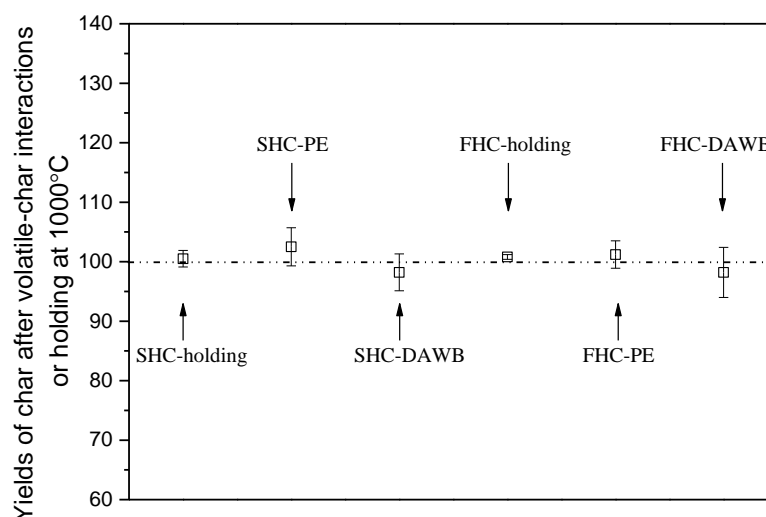 Yields of char after volatile-char interactions
or holding at 1000°C
140
130
120
110
100
90
80
70
60
SHC-PE
FHC-holding
FHC-DAWB
SHC-holding
SHC-DAWB
FHC-PE